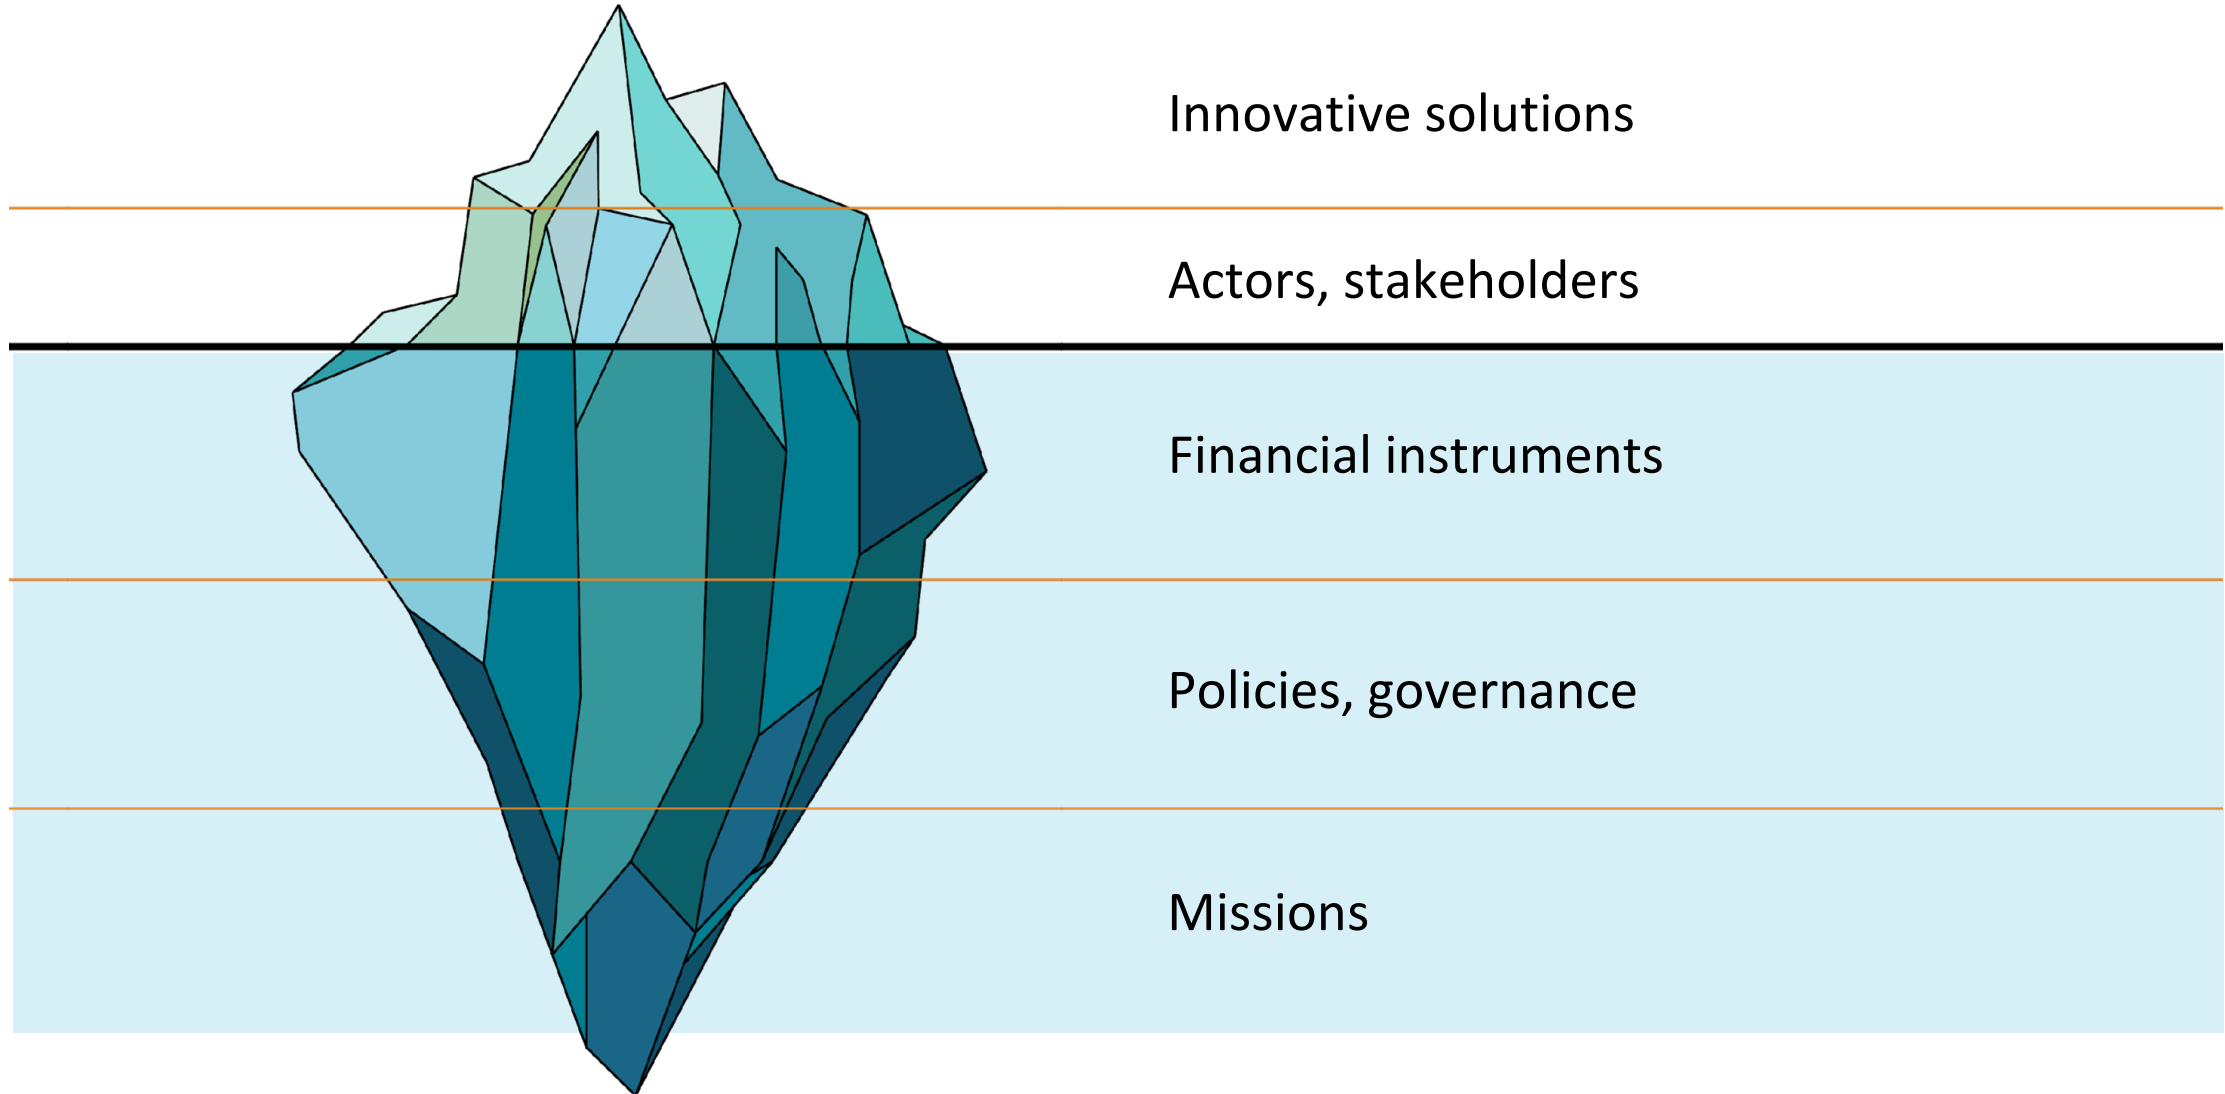 Innovative solutions
Actors, stakeholders
Financial instruments
Policies, governance
Missions